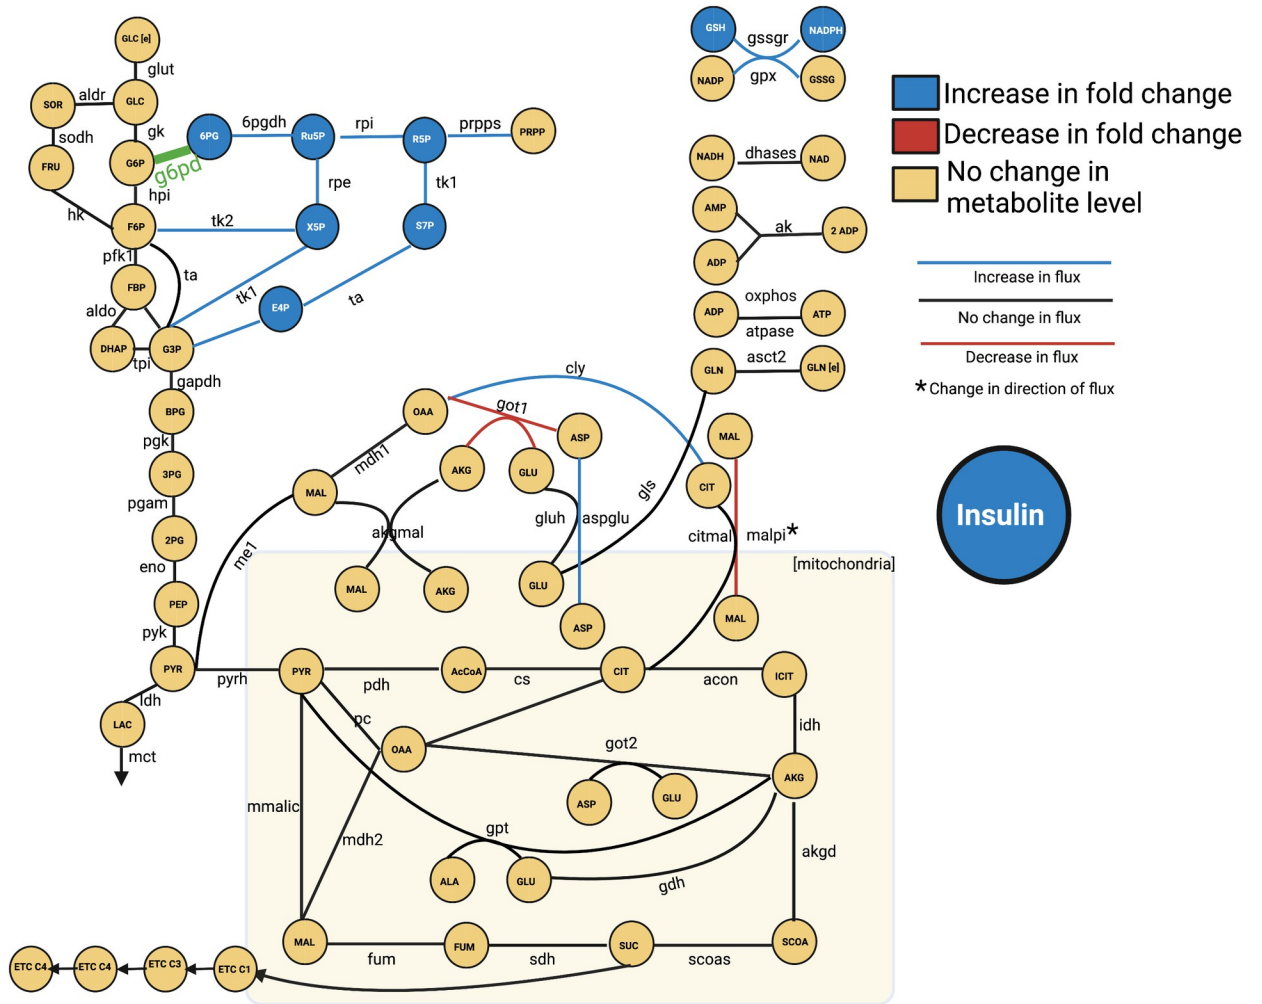 GLC [e]
glut
SOR
aldr
GLC
sodh
gk
FRU
G6P
g6pd
6PG
6pgdh
Ru5P
rpi
R5P
prpps
PRPP
hpi
rpe
tk1
hk
F6P
tk2
X5P
S7P
pfk1
ta
FBP
tk1
E4P
ta
aldo
DHAP
tpi
G3P
gapdh
BPG
pgk
3PG
pgam
2PG
eno
PEP
pyk
PYR
ldh
LAC
mct
GSH
gssgr
NADPH
NADP
gpx
GSSG
NADH
dhases
NAD
AMP
ak
2 ADP
ADP
ADP
oxphos
atpase
ATP
GLN
asct2
GLN [e]
Increase in fold change
Decrease in fold change
No change in
metabolite level
Increase in flux
No change in flux
Decrease in flux
* Change in direction of flux
Insulin
cly
OAA
got1
ASP
MAL
mdh1
AKG
GLU
CIT
MAL
gls
akgmal
gluh
aspglu
citmal
malpi*
me1
[mitochondria]
MAL
AKG
GLU
ASP
MAL
pyrh
PYR
pdh
AcCoA
cs
CIT
acon
ICIT
pc
idh
OAA
got2
AKG
ASP
GLU
mmalic
mdh2
gpt
akgd
ALA
GLU
gdh
MAL
fum
FUM
sdh
SUC
scoas
SCOA
ETC C4
ETC C4
ETC C3
ETC C1